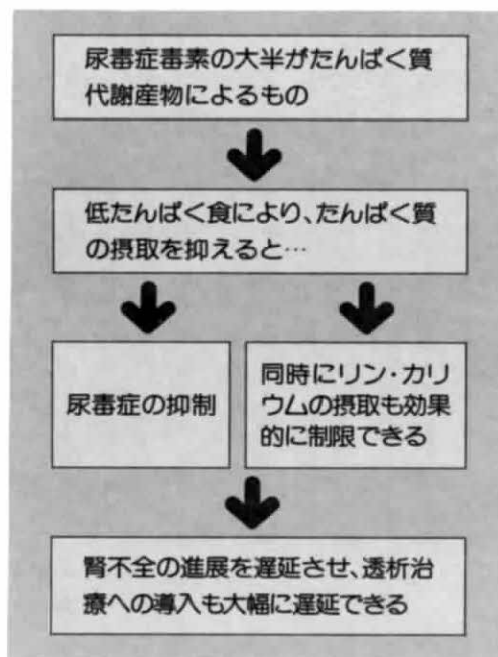 尿毒症毒素の大半がたんぱく質
代謝産物によるもの
低たんぱく食により、たんぱく質
の摂取を抑えると…
尿毒症の抑制
同時にリン・カリ
ウムの摂取も効果
的に制限できる
腎不全の進展を遅延させ、透析治
療への導入も大幅に遅延できる